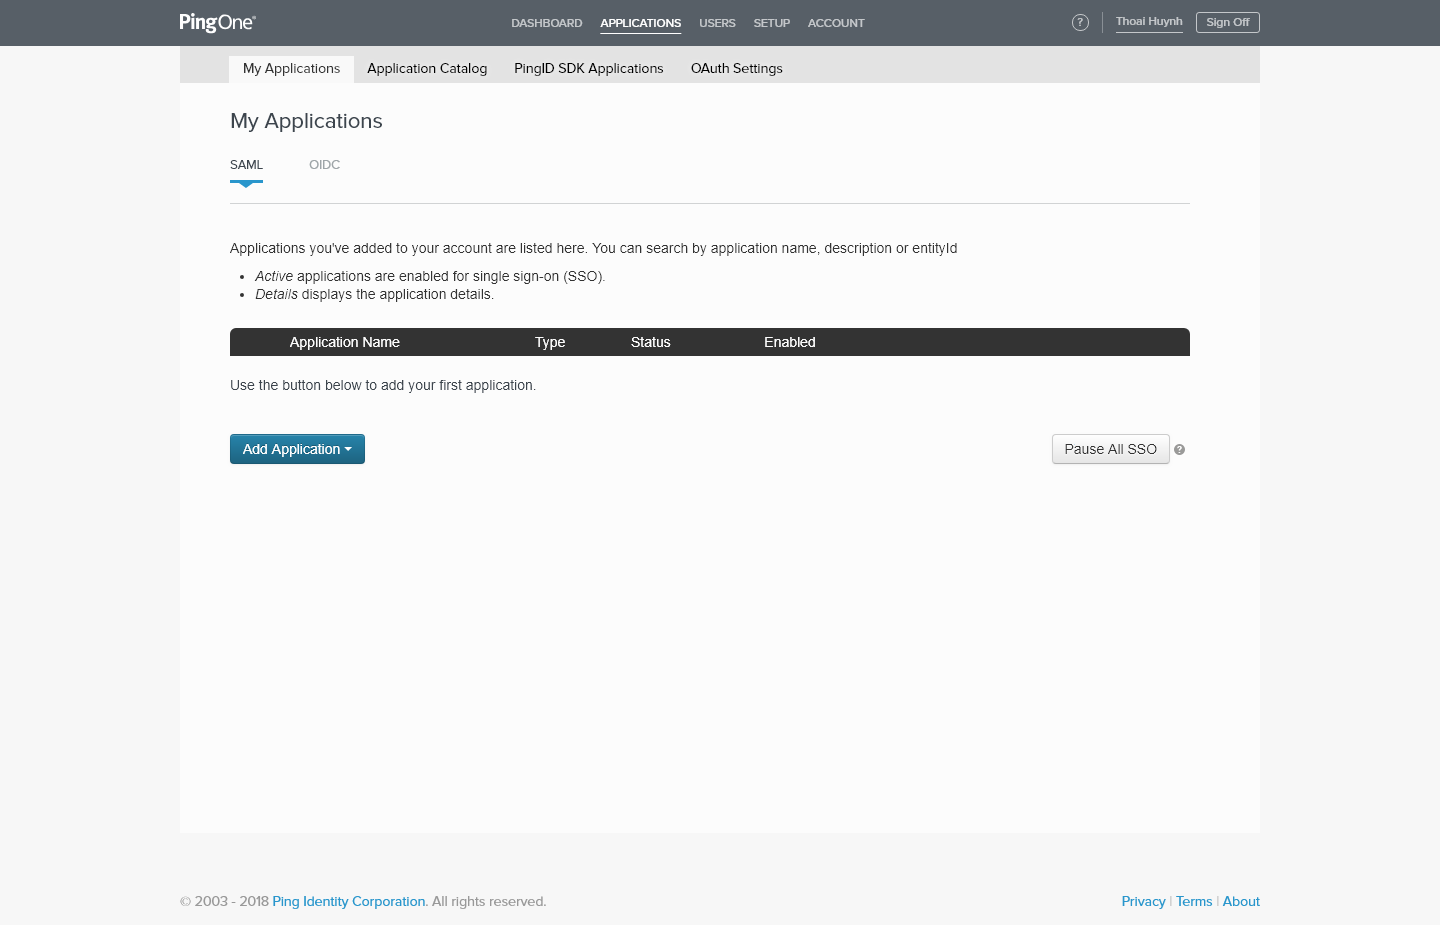 PingOne®
DASHBOARD APPLICATIONS USERS SETUP ACCOUNT
? Thoai Huynh Sign Off
My Applications Application Catalog PingID SDK Applications OAuth Settings
My Applications
SAML OIDC
Applications you've added to your account are listed here. You can search by application name, description or entityId
• Active applications are enabled for single sign-on (SSO).
• Details displays the application details.
Application Name Type Status Enabled
Use the button below to add your first application.
Add Application Pause All SSO ?
© 2003 - 2018 Ping Identity Corporation. All rights reserved. Privacy | Terms | About